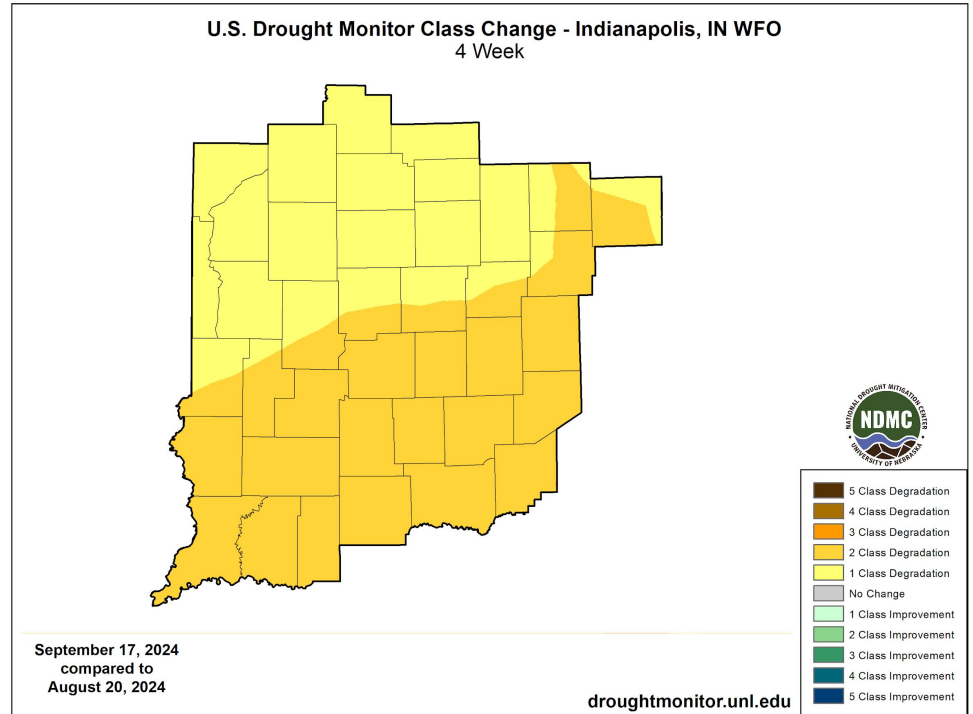 U.S. Drought Monitor Class Change - Indianapolis, IN WFO
4 Week
NATIONAL DROUGHT MITIGATION CENTER
NDMC
UNIVERSITY OF NEBRASKA
5 Class Degradation
4 Class Degradation
3 Class Degradation
2 Class Degradation
1 Class Degradation
No Change
1 Class Improvement
2 Class Improvement
3 Class Improvement
4 Class Improvement
5 Class Improvement
September 17, 2024
compared to
August 20, 2024
droughtmonitor.unl.edu